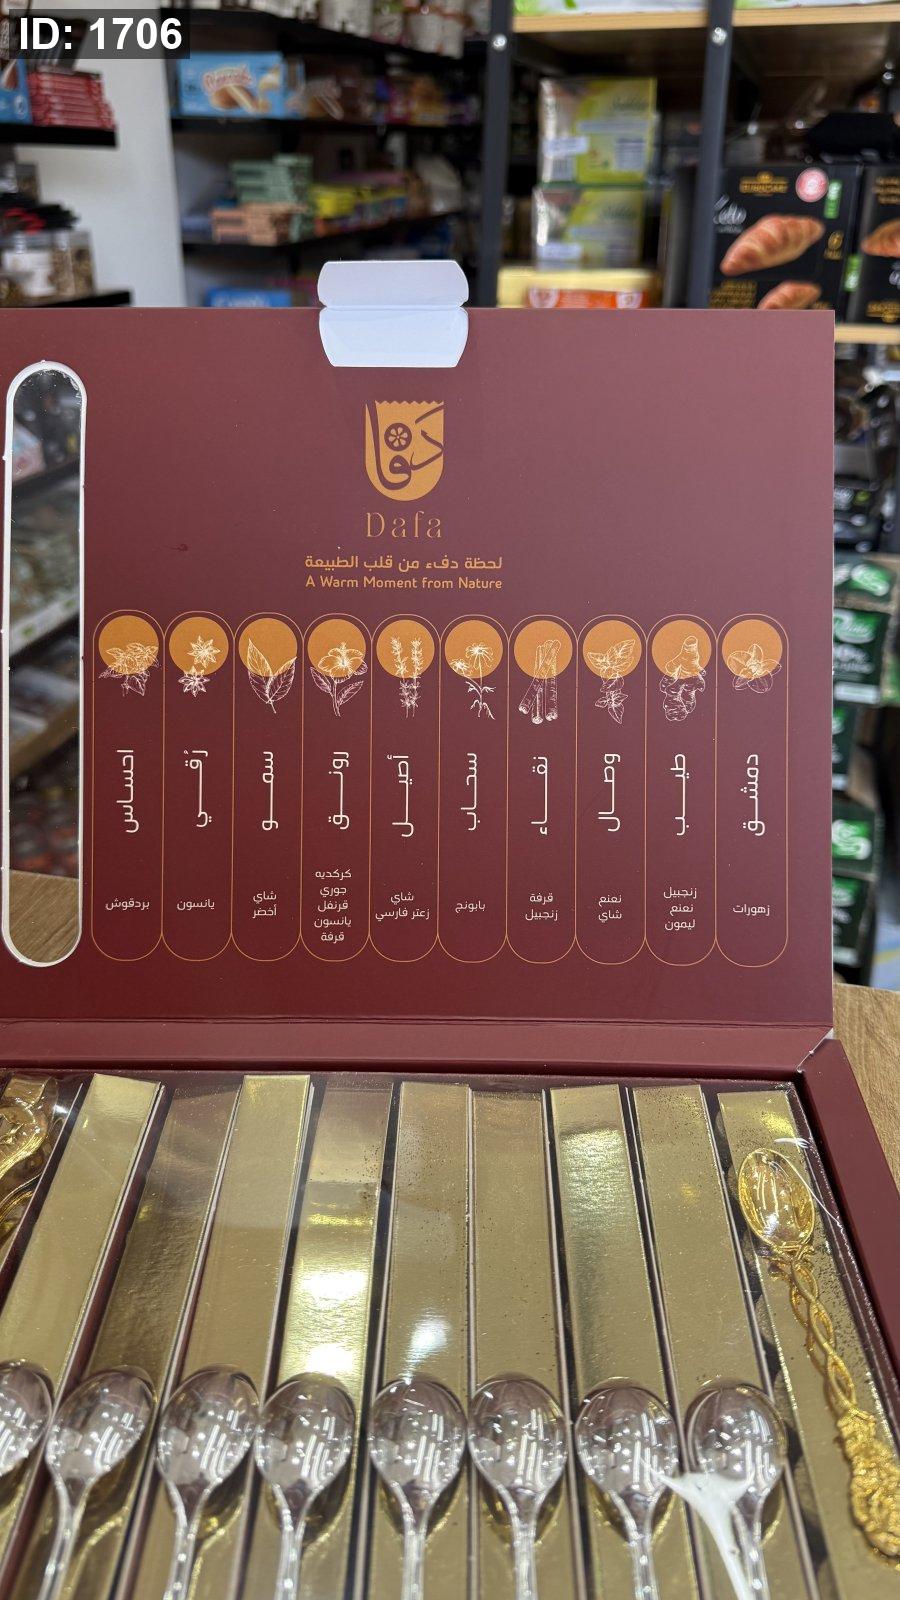 ID: 1706
دفا
Dafa
لحظة دفء من قلب الطبيعة
A Warm Moment from Nature
دمشق
زهورات
طيب
زنجبيل
نعنع
ليمون
وصال
نعنع
شاي
نقاء
قرفة
زنجبيل
سحاب
بابونج
أصيل
شاي
زعتر فارسي
رونق
كركديه
جوري
قرنفل
يانسون
قرفة
سمو
شاي
أخضر
رُقي
يانسون
احساس
بردقوش